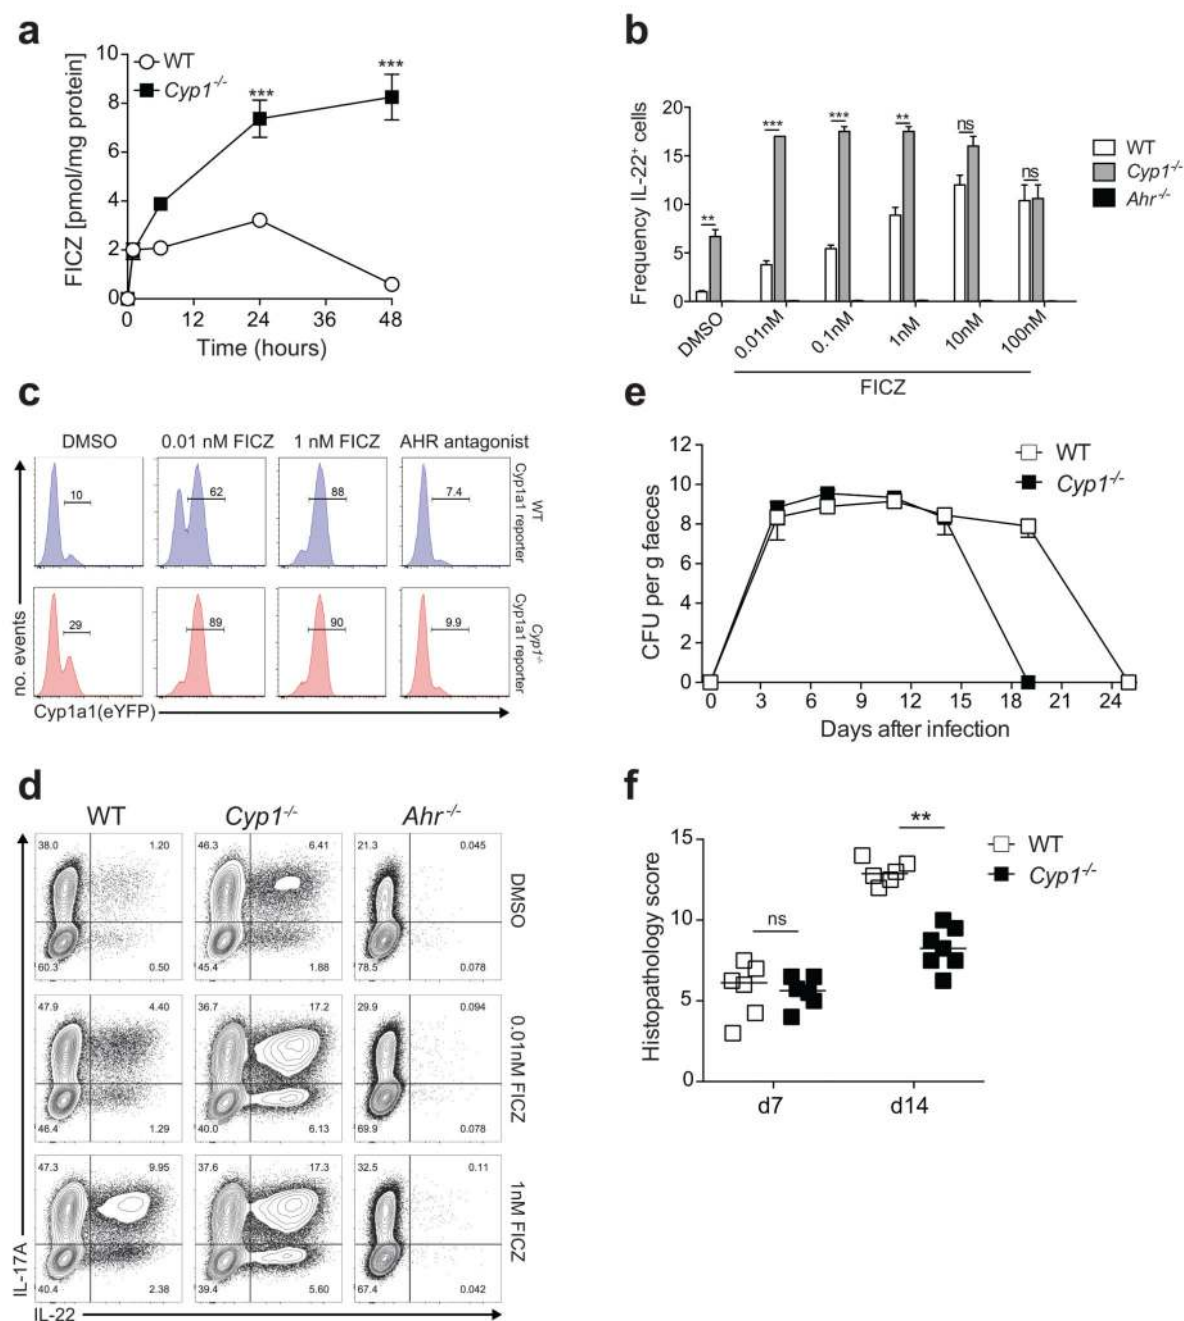 a
10
8
6
4
2
0
FICZ [pmol/mg protein]
WT
Cyp1-/-
***
***
0 12 24 36 48
Time (hours)
b
20
15
10
5
0
Frequency IL-22+ cells
** *** *** ** ns ns
WT
Cyp1-/-
Ahr-/-
DMSO 0.01nM 0.1nM 1nM 10nM 100nM
FICZ
c
DMSO 0.01 nM FICZ 1 nM FICZ AHR antagonist
10 62 88 7.4
WT
Cyp1a1 reporter
29 89 90 9.9
Cyp1-/-
Cyp1a1 reporter
no. events
Cyp1a1(eYFP)
e
12
10
8
6
4
2
0
CFU per g faeces
WT
Cyp1-/-
0 3 6 9 12 15 18 21 24
Days after infection
d
WT Cyp1-/- Ahr-/-
38.0 1.20 46.3 6.41 21.3 0.045
60.3 0.50 45.4 1.88 78.5 0.078
DMSO
47.9 4.40 36.7 17.2 29.9 0.094
46.4 1.29 40.0 6.13 69.9 0.078
0.01nM FICZ
47.3 9.95 37.6 17.3 32.5 0.11
40.4 2.38 39.4 5.60 67.4 0.042
1nM FICZ
IL-17A
IL-22
f
15
10
5
0
Histopathology score
ns
**
WT
Cyp1-/-
d7 d14